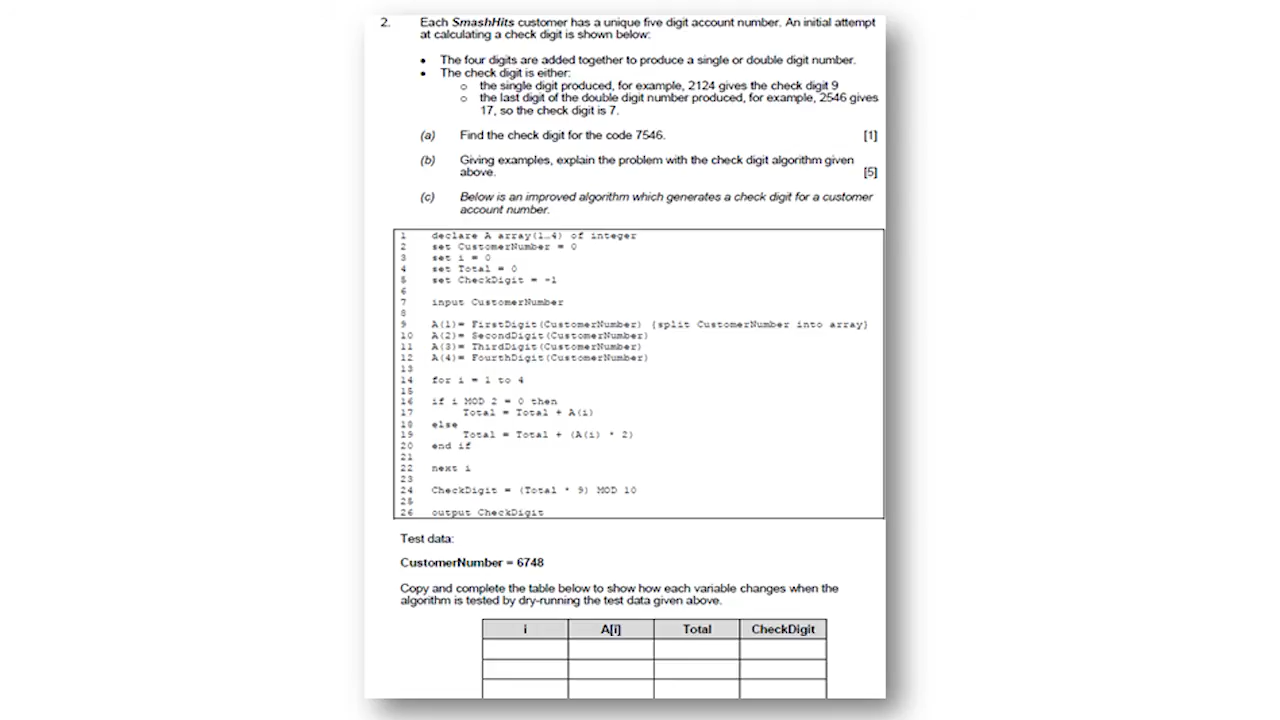 2. Each SmashHits customer has a unique five digit account number. An initial attempt
at calculating a check digit is shown below:
• The four digits are added together to produce a single or double digit number.
• The check digit is either:
o the single digit produced, for example, 2124 gives the check digit 9
o the last digit of the double digit number produced, for example, 2546 gives
17, so the check digit is 7.
(a) Find the check digit for the code 7546. [1]
(b) Giving examples, explain the problem with the check digit algorithm given
above. [5]
(c) Below is an improved algorithm which generates a check digit for a customer
account number.
1 declare A array(1…4) of integer
2 set CustomerNumber = 0
3 set i = 0
4 set Total = 0
5 set CheckDigit = -1
6
7 input CustomerNumber
8
9 A(1)= FirstDigit(CustomerNumber) {split CustomerNumber into array}
10 A(2)= SecondDigit(CustomerNumber)
11 A(3)= ThirdDigit(CustomerNumber)
12 A(4)= FourthDigit(CustomerNumber)
13
14 for i = 1 to 4
15
16 if i MOD 2 = 0 then
17 Total = Total + A(i)
18 else
19 Total = Total + (A(i) * 2)
20 end if
21
22 next i
23
24 CheckDigit = (Total * 9) MOD 10
25
26 output CheckDigit
Test data:
CustomerNumber = 6748
Copy and complete the table below to show how each variable changes when the
algorithm is tested by dry-running the test data given above.
i A[i] Total CheckDigit